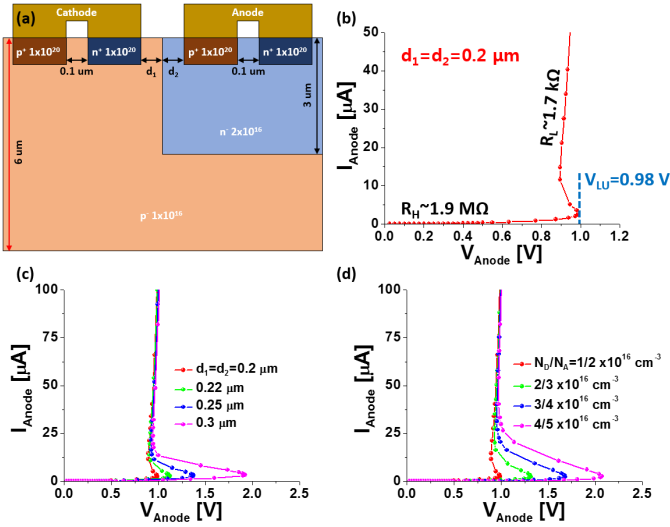 (a)
Cathode
Anode
p⁺ 1x10²⁰
n⁺ 1x10²⁰
p⁺ 1x10²⁰
n⁺ 1x10²⁰
0.1 um
d₁
d₂
0.1 um
3 um
n⁻ 2x10¹⁶
6 um
p⁻ 1x10¹⁶
(b)
d₁=d₂=0.2 μm
R_L~1.7 kΩ
V_LU=0.98 V
R_H~1.9 MΩ
I_Anode [μA]
50
40
30
20
10
0
0.0 0.2 0.4 0.6 0.8 1.0 1.2
V_Anode [V]
(c)
d₁=d₂=0.2 μm
0.22 μm
0.25 μm
0.3 μm
I_Anode [μA]
100
75
50
25
0
0.0 0.5 1.0 1.5 2.0 2.5
V_Anode [V]
(d)
N_D/N_A=1/2 x10¹⁶ cm⁻³
2/3 x10¹⁶ cm⁻³
3/4 x10¹⁶ cm⁻³
4/5 x10¹⁶ cm⁻³
I_Anode [μA]
100
75
50
25
0
0.0 0.5 1.0 1.5 2.0 2.5
V_Anode [V]